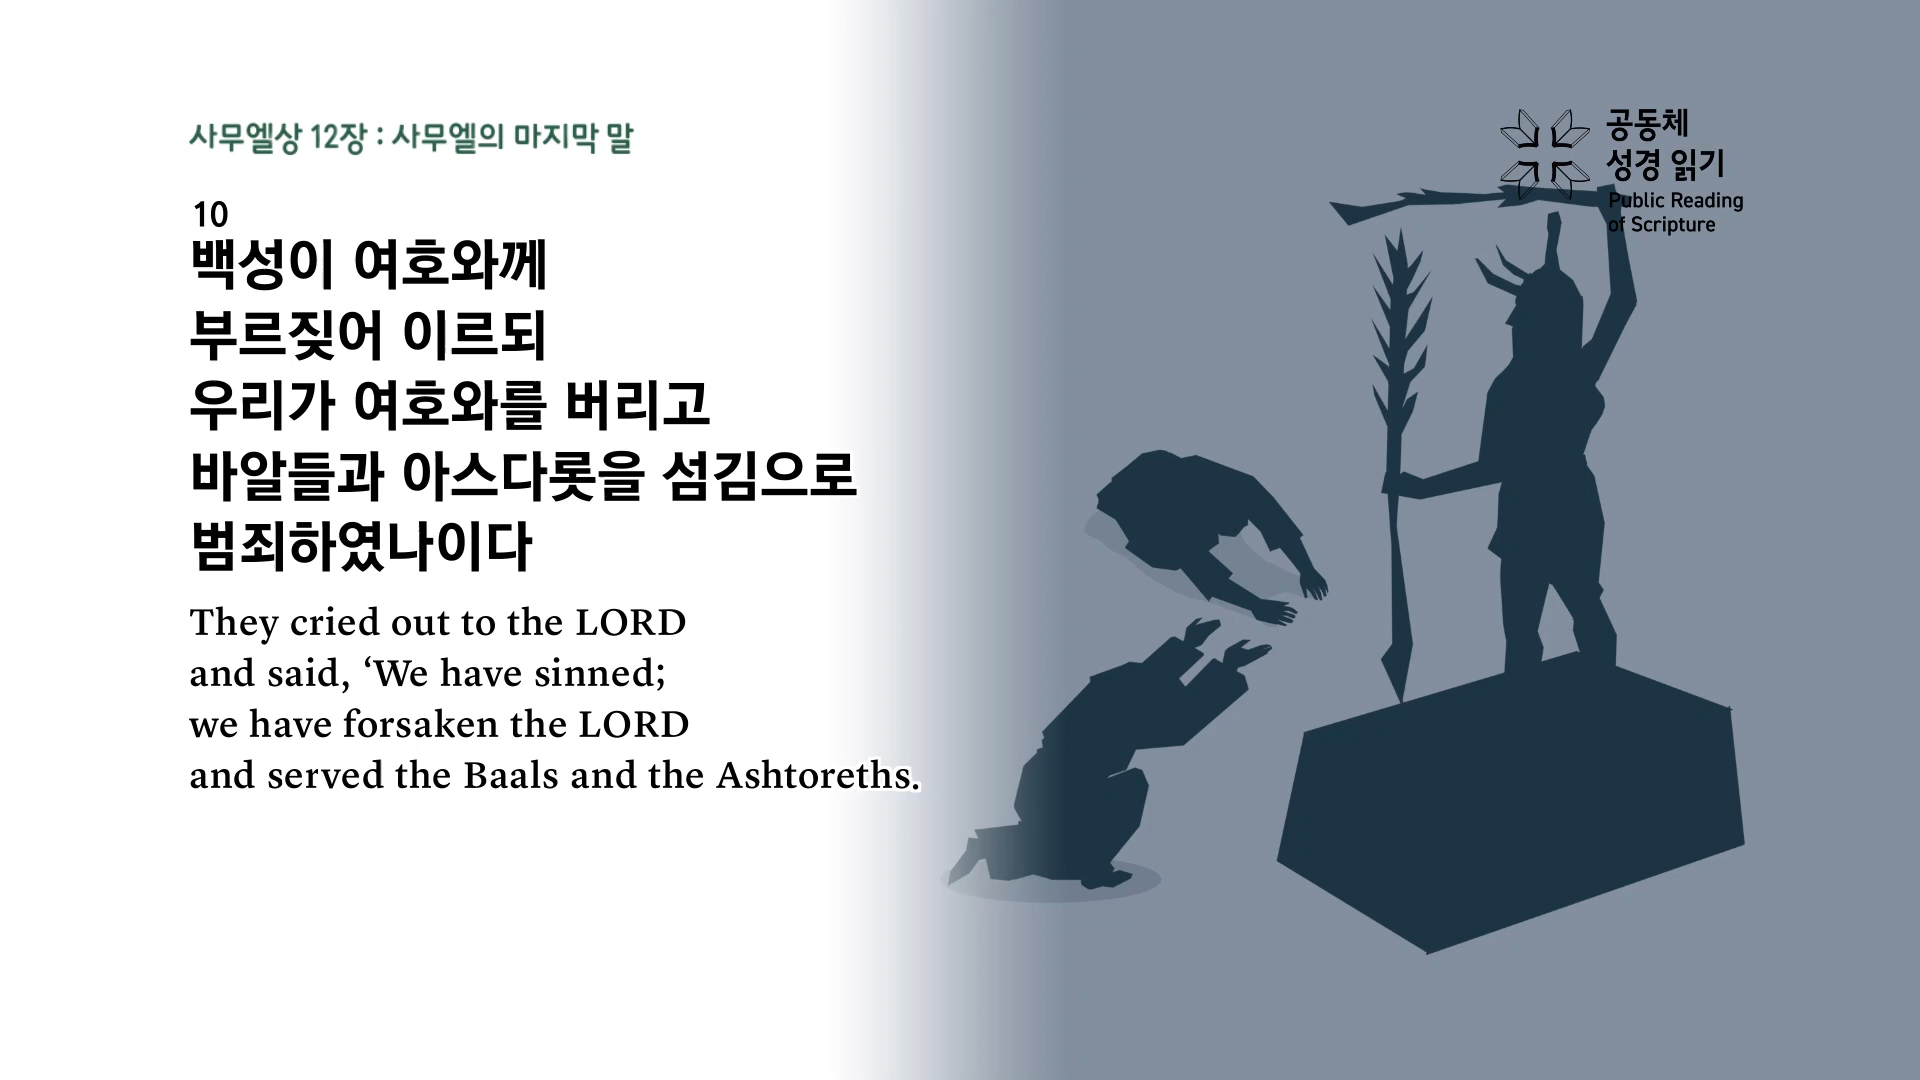 사무엘상 12장 : 사무엘의 마지막 말
10
백성이 여호와께
부르짖어 이르되
우리가 여호와를 버리고
바알들과 아스다롯을 섬김으로
범죄하였나이다
They cried out to the LORD
and said, ‘We have sinned;
we have forsaken the LORD
and served the Baals and the Ashtoreths.
공동체
성경 읽기
Public Reading
of Scripture